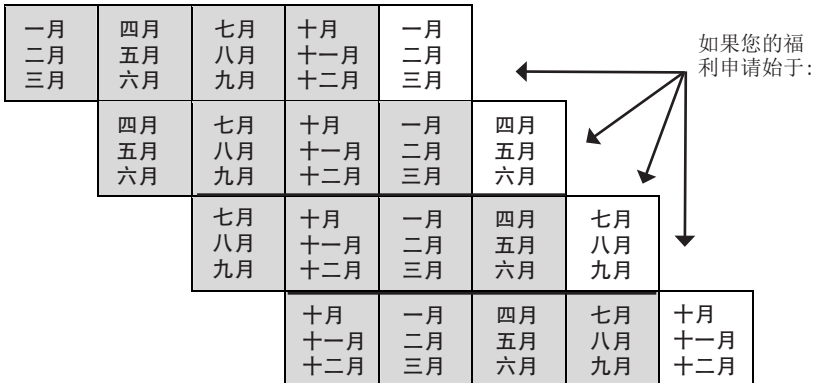 一月 四月 七月 十月 一月
二月 五月 八月 十一月 二月
三月 六月 九月 十二月 三月
如果您的福
利申请始于:
四月 七月 十月 一月 四月
五月 八月 十一月 二月 五月
六月 九月 十二月 三月 六月
七月 十月 一月 四月 七月
八月 十一月 二月 五月 八月
九月 十二月 三月 六月 九月
十月 一月 四月 七月 十月
十一月 二月 五月 八月 十一月
十二月 三月 六月 九月 十二月